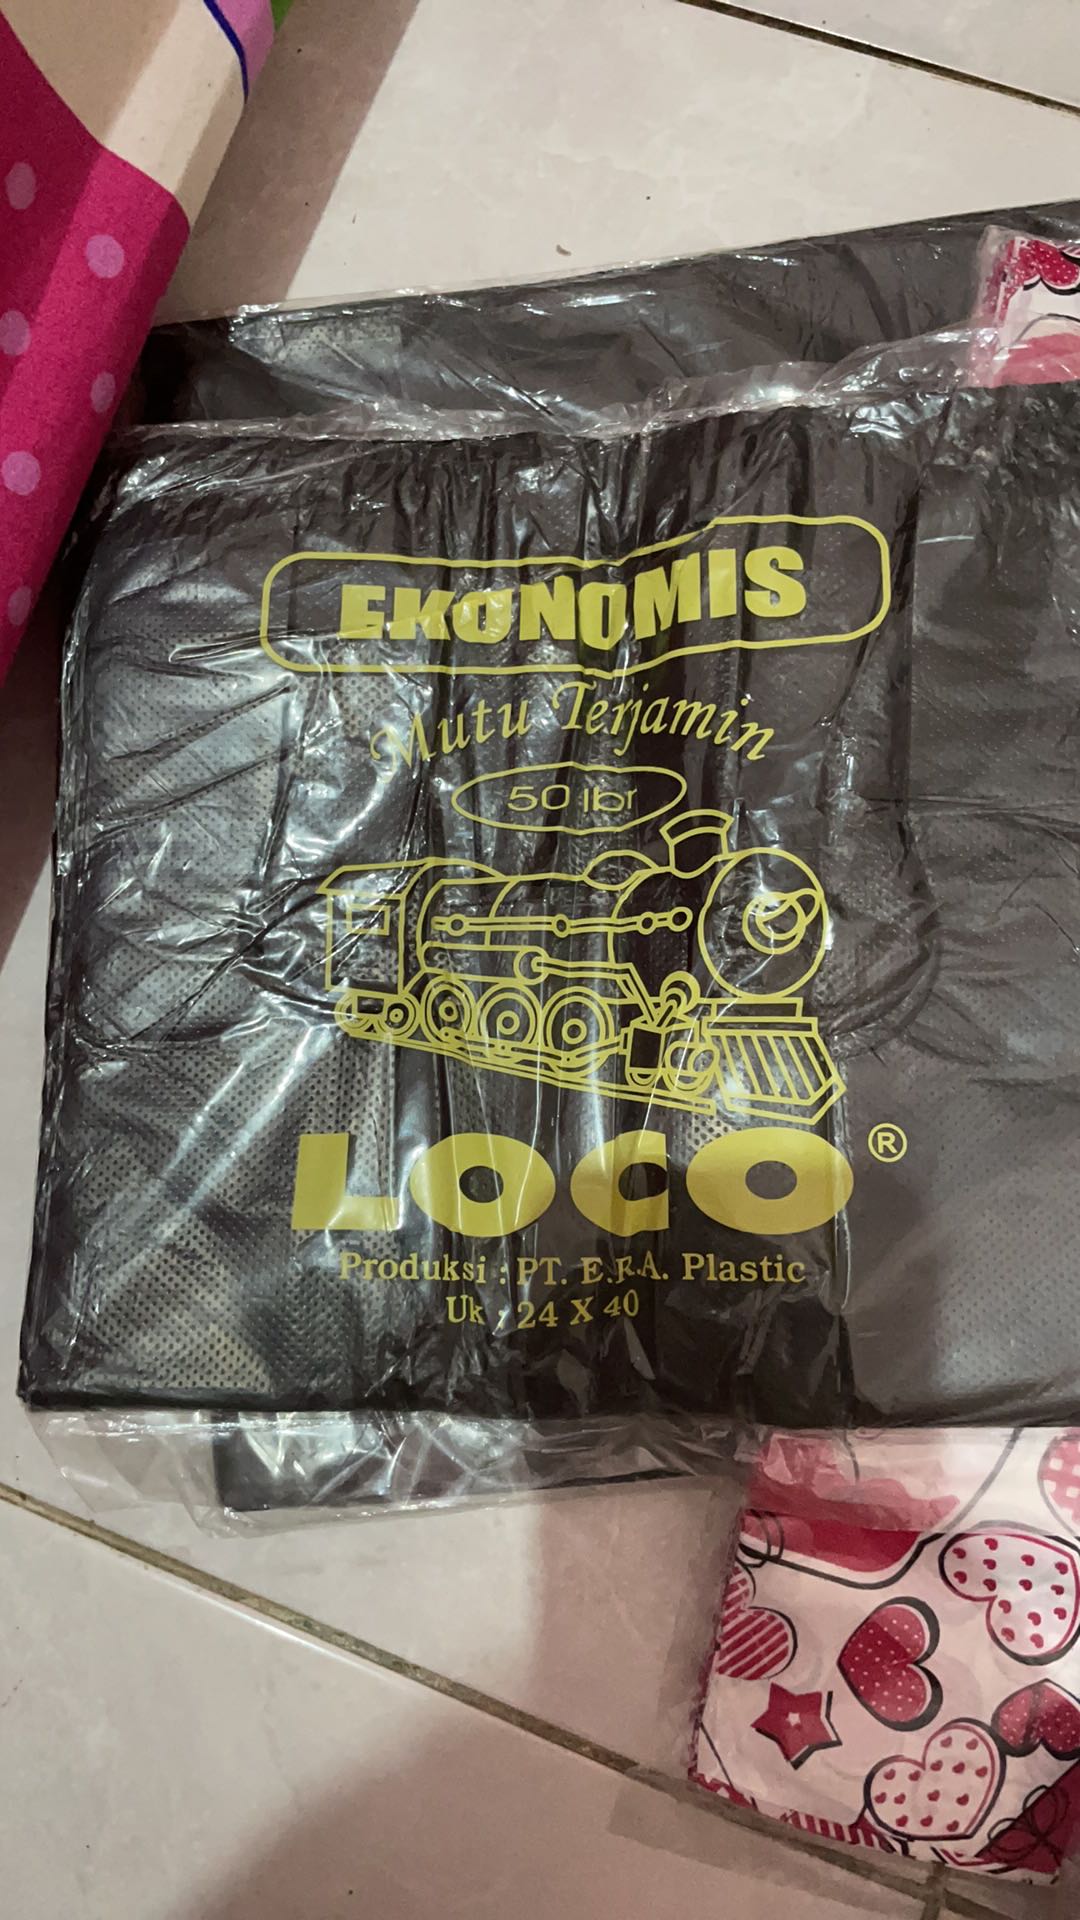 EKONOMIS
Mutu Terjamin
50 lbr
LOCO ®
Produksi : PT. E.R.A. Plastic
Uk : 24 X 40